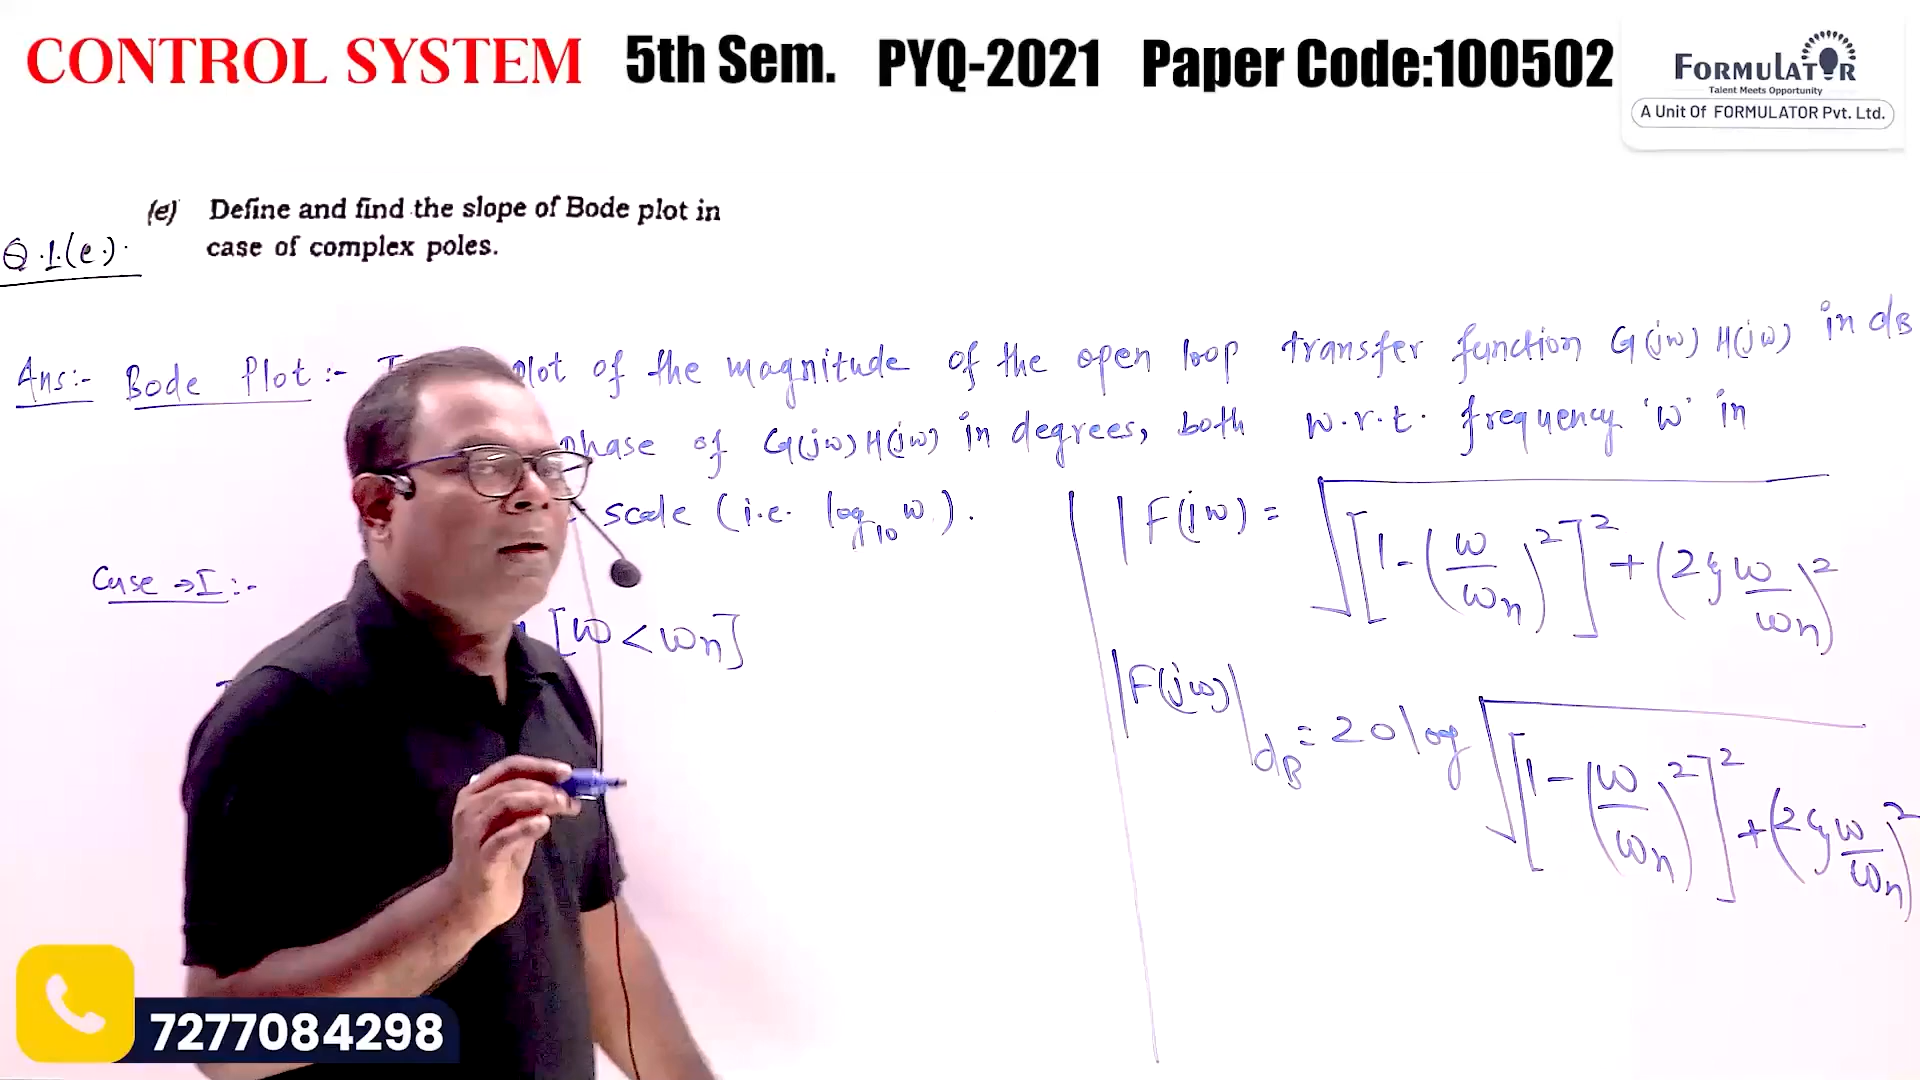 CONTROL SYSTEM 5th Sem. PYQ-2021 Paper Code:100502
FORMULATOR
Talent Meets Opportunity
A Unit Of FORMULATOR Pvt. Ltd.
(e) Define and find the slope of Bode plot in
case of complex poles.
Q.1.(e).
Ans:- Bode Plot :- plot of the magnitude of the open loop transfer function G(jω) H(jω) in dB
phase of G(jω) H(jω) in degrees, both w.r.t. frequency 'ω' in
scale (i.e. log₁₀ ω).
Case → I :-
[ω < ωn]
|F(jω) = √[1-(ω/ωn)²]² + (2ξω/ωn)²
|F(jω)|dB = 20 log √[1-(ω/ωn)²]² + (2ξω/ωn)²
7277084298